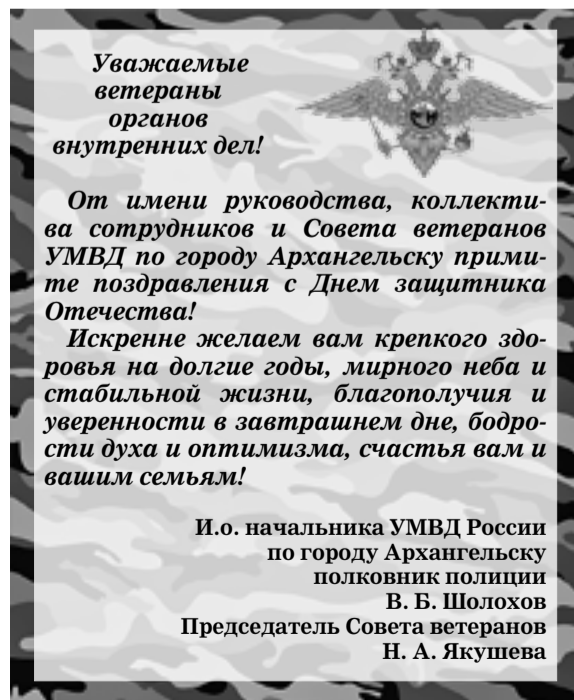 Уважаемые
ветераны
органов
внутренних дел!
От имени руководства, коллекти-
ва сотрудников и Совета ветеранов
УМВД по городу Архангельску прими-
те поздравления с Днем защитника
Отечества!
Искренне желаем вам крепкого здо-
ровья на долгие годы, мирного неба и
стабильной жизни, благополучия и
уверенности в завтрашнем дне, бодро-
сти духа и оптимизма, счастья вам и
вашим семьям!
И.о. начальника УМВД России
по городу Архангельску
полковник полиции
В. Б. Шолохов
Председатель Совета ветеранов
Н. А. Якушева